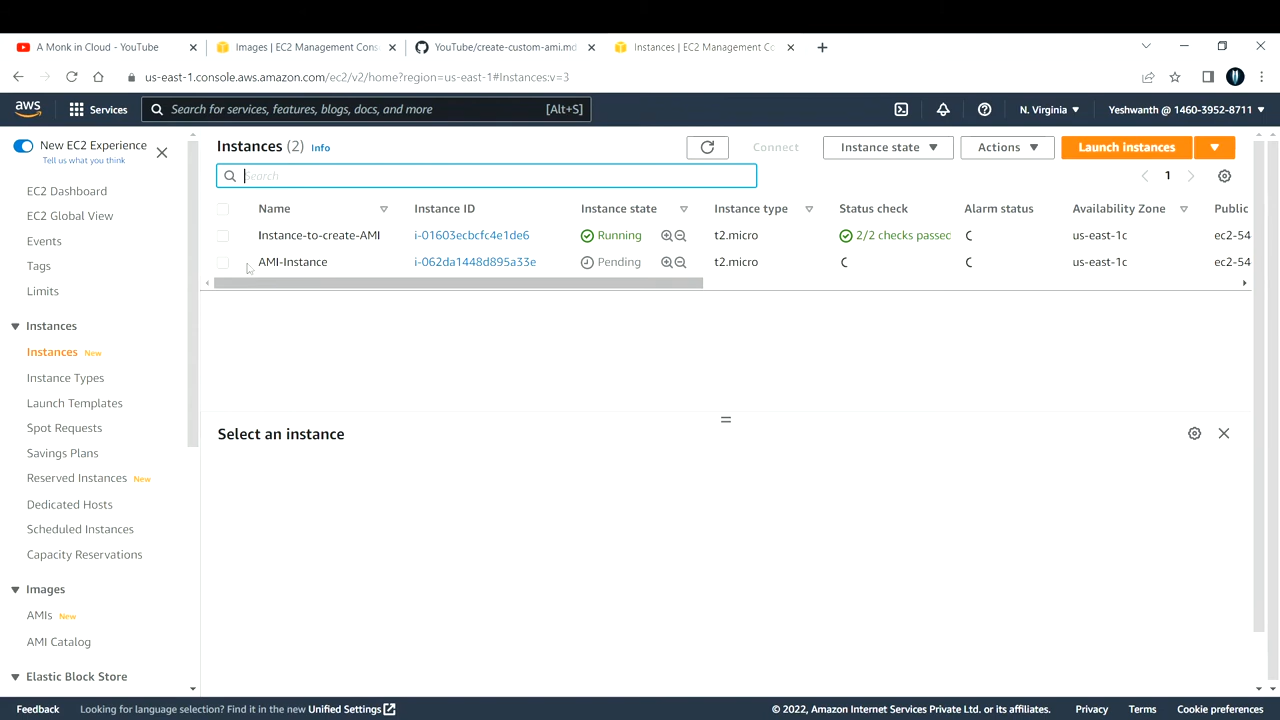 A Monk in Cloud - YouTube
Images | EC2 Management Cons
YouTube/create-custom-ami.md
Instances | EC2 Management Cc
us-east-1.console.aws.amazon.com/ec2/v2/home?region=us-east-1#Instances:v=3
aws
Services
Search for services, features, blogs, docs, and more
[Alt+S]
N. Virginia
Yeshwanth @ 1460-3952-8711
New EC2 Experience
Tell us what you think
EC2 Dashboard
EC2 Global View
Events
Tags
Limits
Instances
Instances New
Instance Types
Launch Templates
Spot Requests
Savings Plans
Reserved Instances New
Dedicated Hosts
Scheduled Instances
Capacity Reservations
Images
AMIs New
AMI Catalog
Elastic Block Store
Instances (2) Info
Connect
Instance state
Actions
Launch instances
Search
1
Name Instance ID Instance state Instance type Status check Alarm status Availability Zone Public
Instance-to-create-AMI i-01603ecbcfc4e1de6 Running t2.micro 2/2 checks passed us-east-1c ec2-54
AMI-Instance i-062da1448d895a33e Pending t2.micro us-east-1c ec2-54
Select an instance
Feedback
Looking for language selection? Find it in the new Unified Settings
© 2022, Amazon Internet Services Private Ltd. or its affiliates.
Privacy
Terms
Cookie preferences